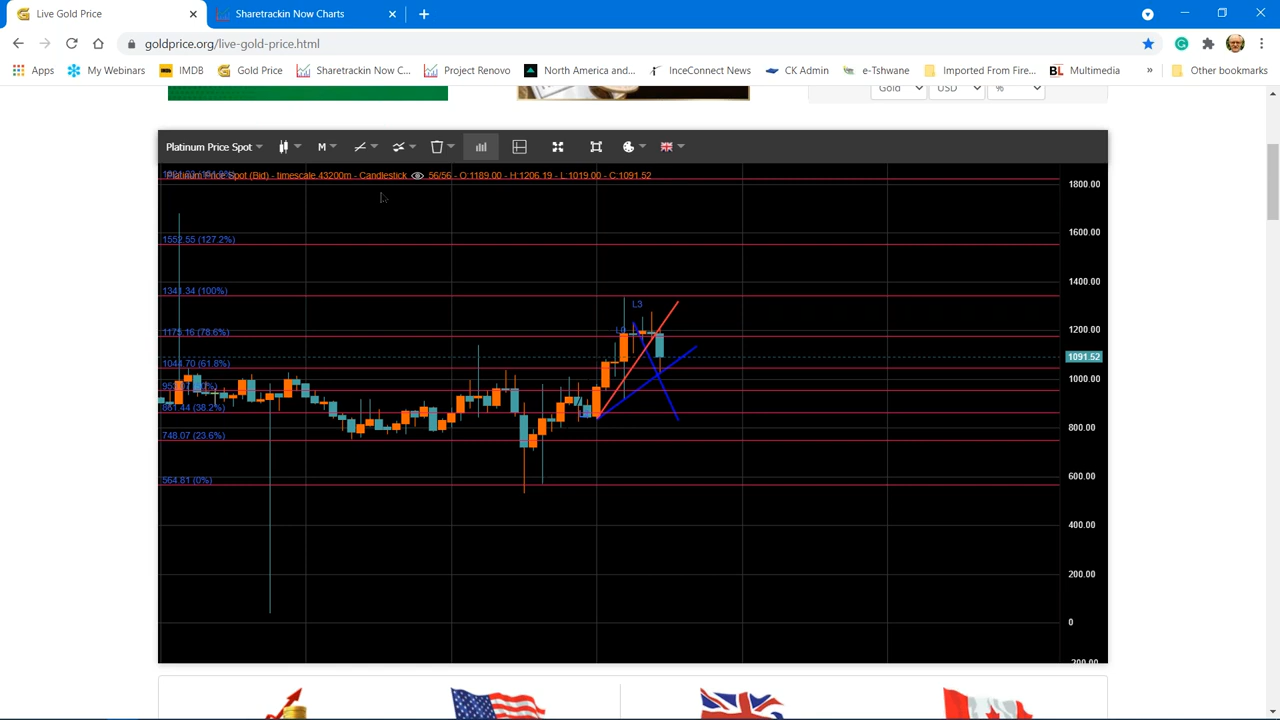 Live Gold Price
Sharetrackin Now Charts
goldprice.org/live-gold-price.html
Apps My Webinars IMDB Gold Price Sharetrackin Now C... Project Renovo North America and... InceConnect News CK Admin e-Tshwane Imported From Fire... Multimedia » Other bookmarks
Gold USD %
Platinum Price Spot M
Platinum Price Spot (Bid) - timescale 43200m - Candlestick 56/56 - O:1189.00 - H:1206.19 - L:1019.00 - C:1091.52
1800.00
1600.00
1552.55 (127.2%)
1400.00
1341.34 (100%)
L3
1200.00
1175.16 (78.6%)
1091.52
1044.70 (61.8%)
1000.00
861.44 (38.2%)
800.00
748.07 (23.6%)
600.00
564.81 (0%)
400.00
200.00
0
-200.00